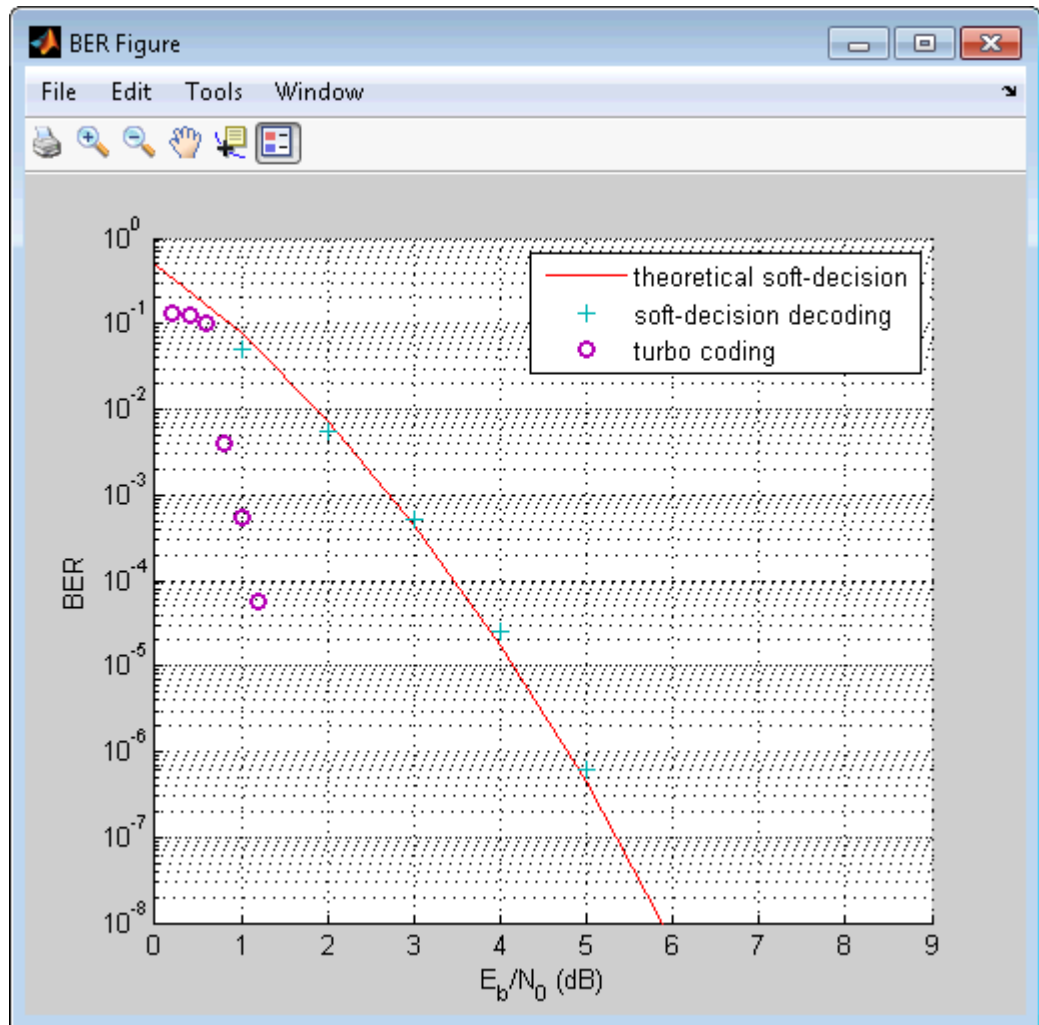 BER Figure
File Edit Tools Window
10^0
10^-1
10^-2
10^-3
10^-4
10^-5
10^-6
10^-7
10^-8
BER
theoretical soft-decision
soft-decision decoding
turbo coding
0 1 2 3 4 5 6 7 8 9
E_b/N_0 (dB)